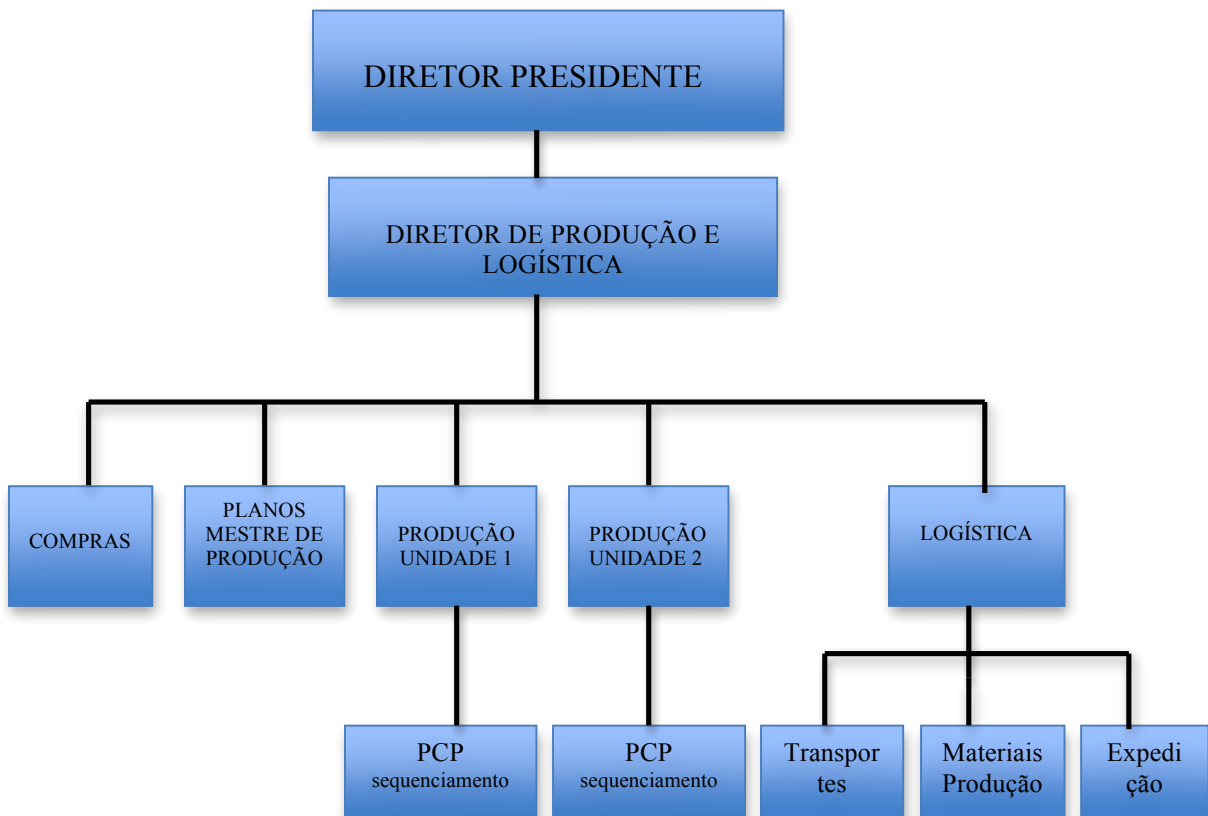 DIRETOR PRESIDENTE
DIRETOR DE PRODUÇÃO E
LOGÍSTICA
COMPRAS
PLANOS
MESTRE DE
PRODUÇÃO
PRODUÇÃO
UNIDADE 1
PRODUÇÃO
UNIDADE 2
LOGÍSTICA
PCP
sequenciamento
PCP
sequenciamento
Transpor
tes
Materiais
Produção
Expedi
ção